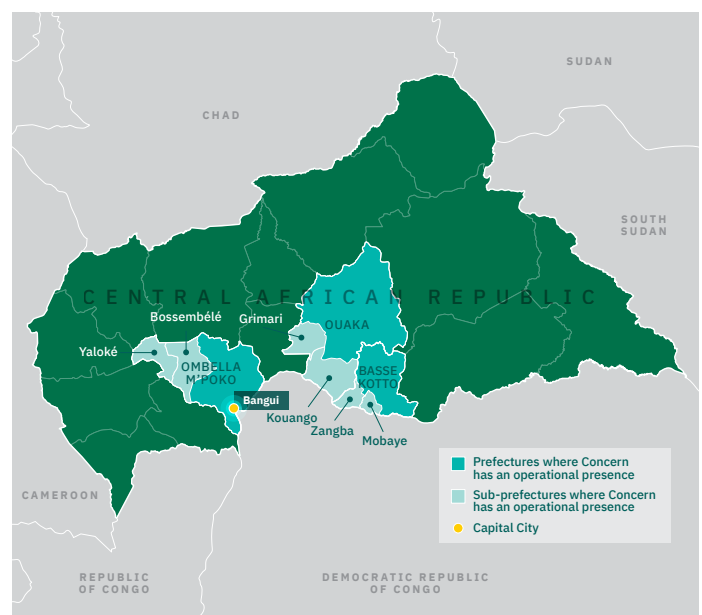 SUDAN
CHAD
SOUTH
SUDAN
CENTRAL AFRICAN REPUBLIC
Bossembélé
Grimari
OUAKA
Yaloké
OMBELLA
M'POKO
BASSE
KOTTO
Bangui
Kouango
Zangba
Mobaye
Prefectures where Concern
has an operational presence
Sub-prefectures where Concern
has an operational presence
Capital City
CAMEROON
REPUBLIC
OF CONGO
DEMOCRATIC REPUBLIC
OF CONGO